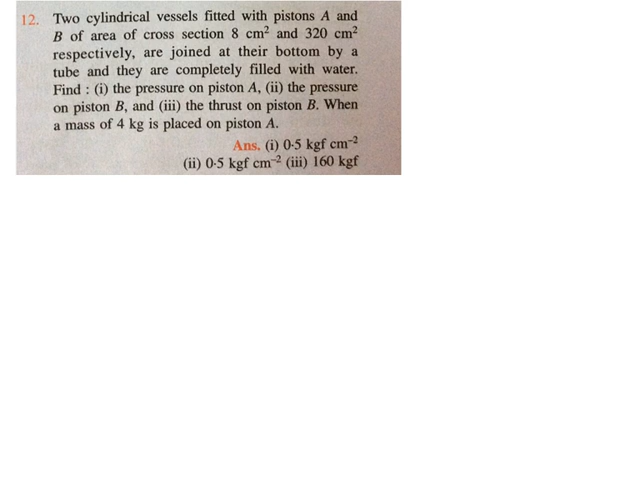 12. Two cylindrical vessels fitted with pistons A and
B of area of cross section 8 cm² and 320 cm²
respectively, are joined at their bottom by a
tube and they are completely filled with water.
Find : (i) the pressure on piston A, (ii) the pressure
on piston B, and (iii) the thrust on piston B. When
a mass of 4 kg is placed on piston A.
Ans. (i) 0·5 kgf cm⁻²
(ii) 0·5 kgf cm⁻² (iii) 160 kgf